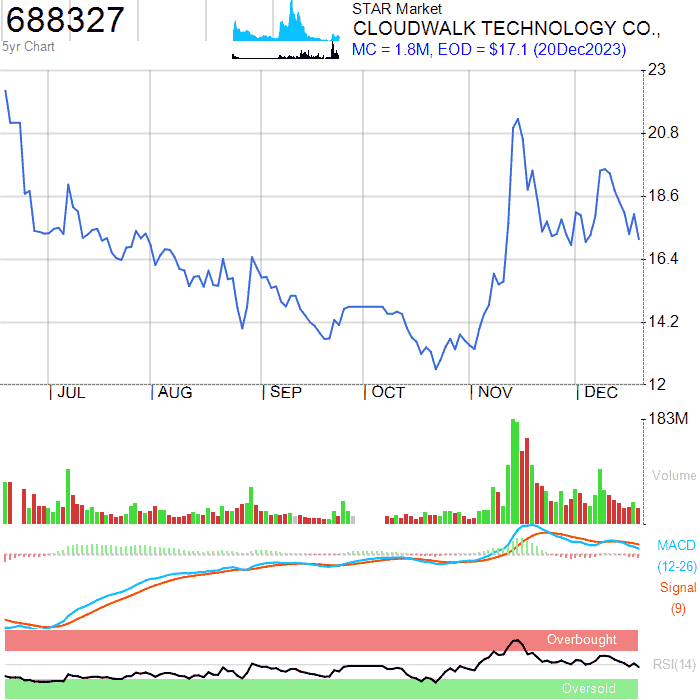 688327
5yr Chart
STAR Market
CLOUDWALK TECHNOLOGY CO.,
MC = 1.8M, EOD = $17.1 (20Dec2023)
23
20.8
18.6
16.4
14.2
12
JUL AUG SEP OCT NOV DEC
183M
Volume
MACD
(12-26)
Signal
(9)
Overbought
RSI(14)
Oversold